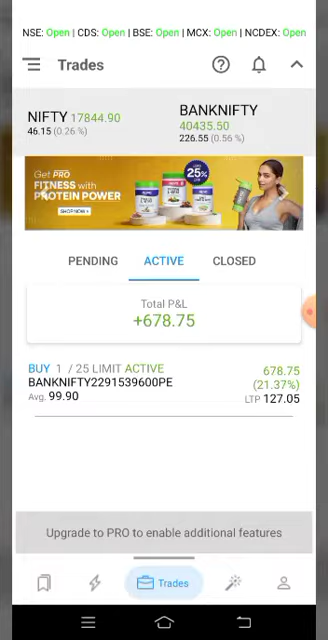 NSE: Open | CDS: Open | BSE: Open | MCX: Open | NCDEX: Open
Trades
NIFTY 17844.90
46.15 (0.26 %)
BANKNIFTY
40435.50
226.55 (0.56 %)
Get PRO
FITNESS with
PROTEIN POWER
SHOP NOW
25%
PENDING ACTIVE CLOSED
Total P&L
+678.75
BUY 1 / 25 LIMIT ACTIVE
BANKNIFTY2291539600PE
Avg. 99.90
678.75
(21.37%)
LTP 127.05
Upgrade to PRO to enable additional features
Trades